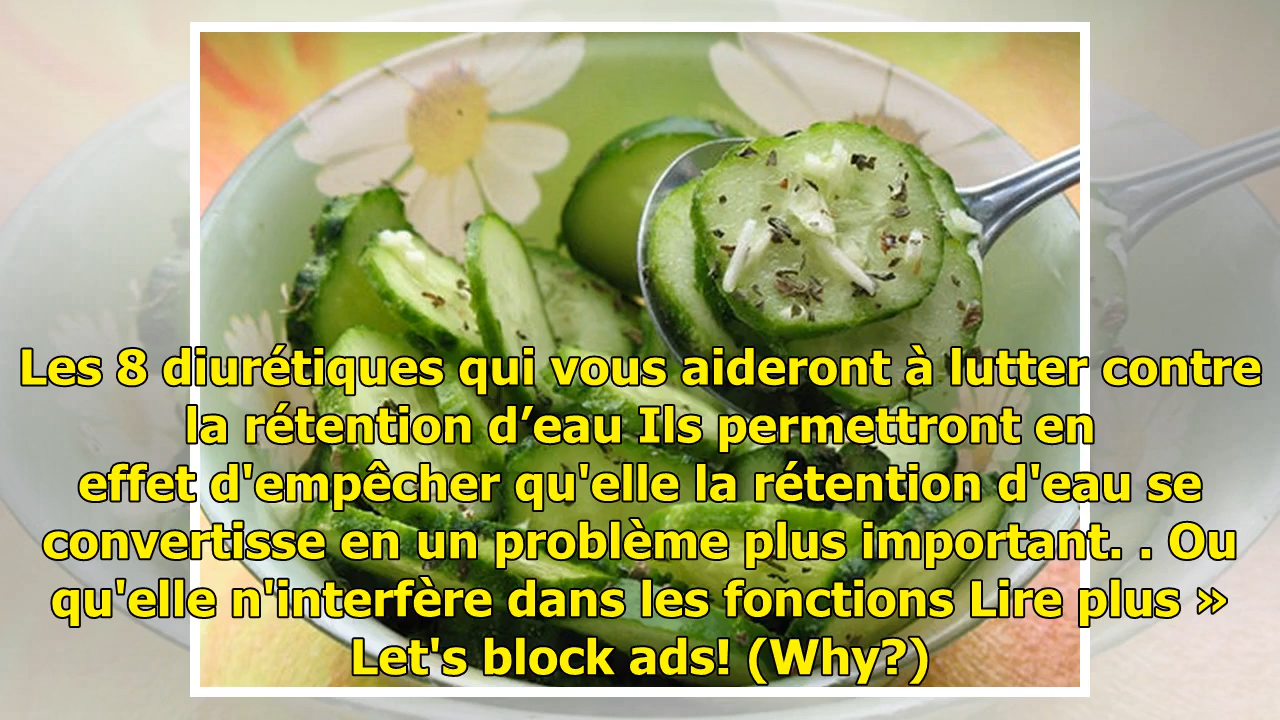 Les 8 diurétiques qui vous aideront à lutter contre
la rétention d’eau Ils permettront en
effet d'empêcher qu'elle la rétention d'eau se
convertisse en un problème plus important. . Ou
qu'elle n'interfère dans les fonctions Lire plus »
Let's block ads! (Why?)